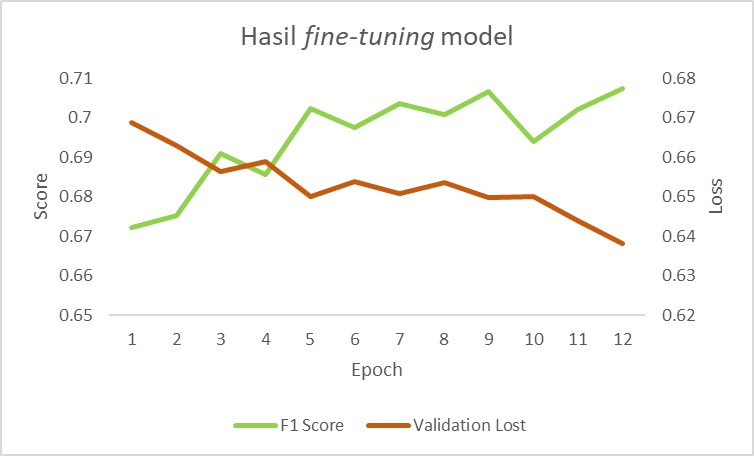 Hasil fine-tuning model
0.71
0.7
0.69
0.68
0.67
0.66
0.65
Score
0.68
0.67
0.66
0.65
0.64
0.63
0.62
Loss
1 2 3 4 5 6 7 8 9 10 11 12
Epoch
F1 Score Validation Lost